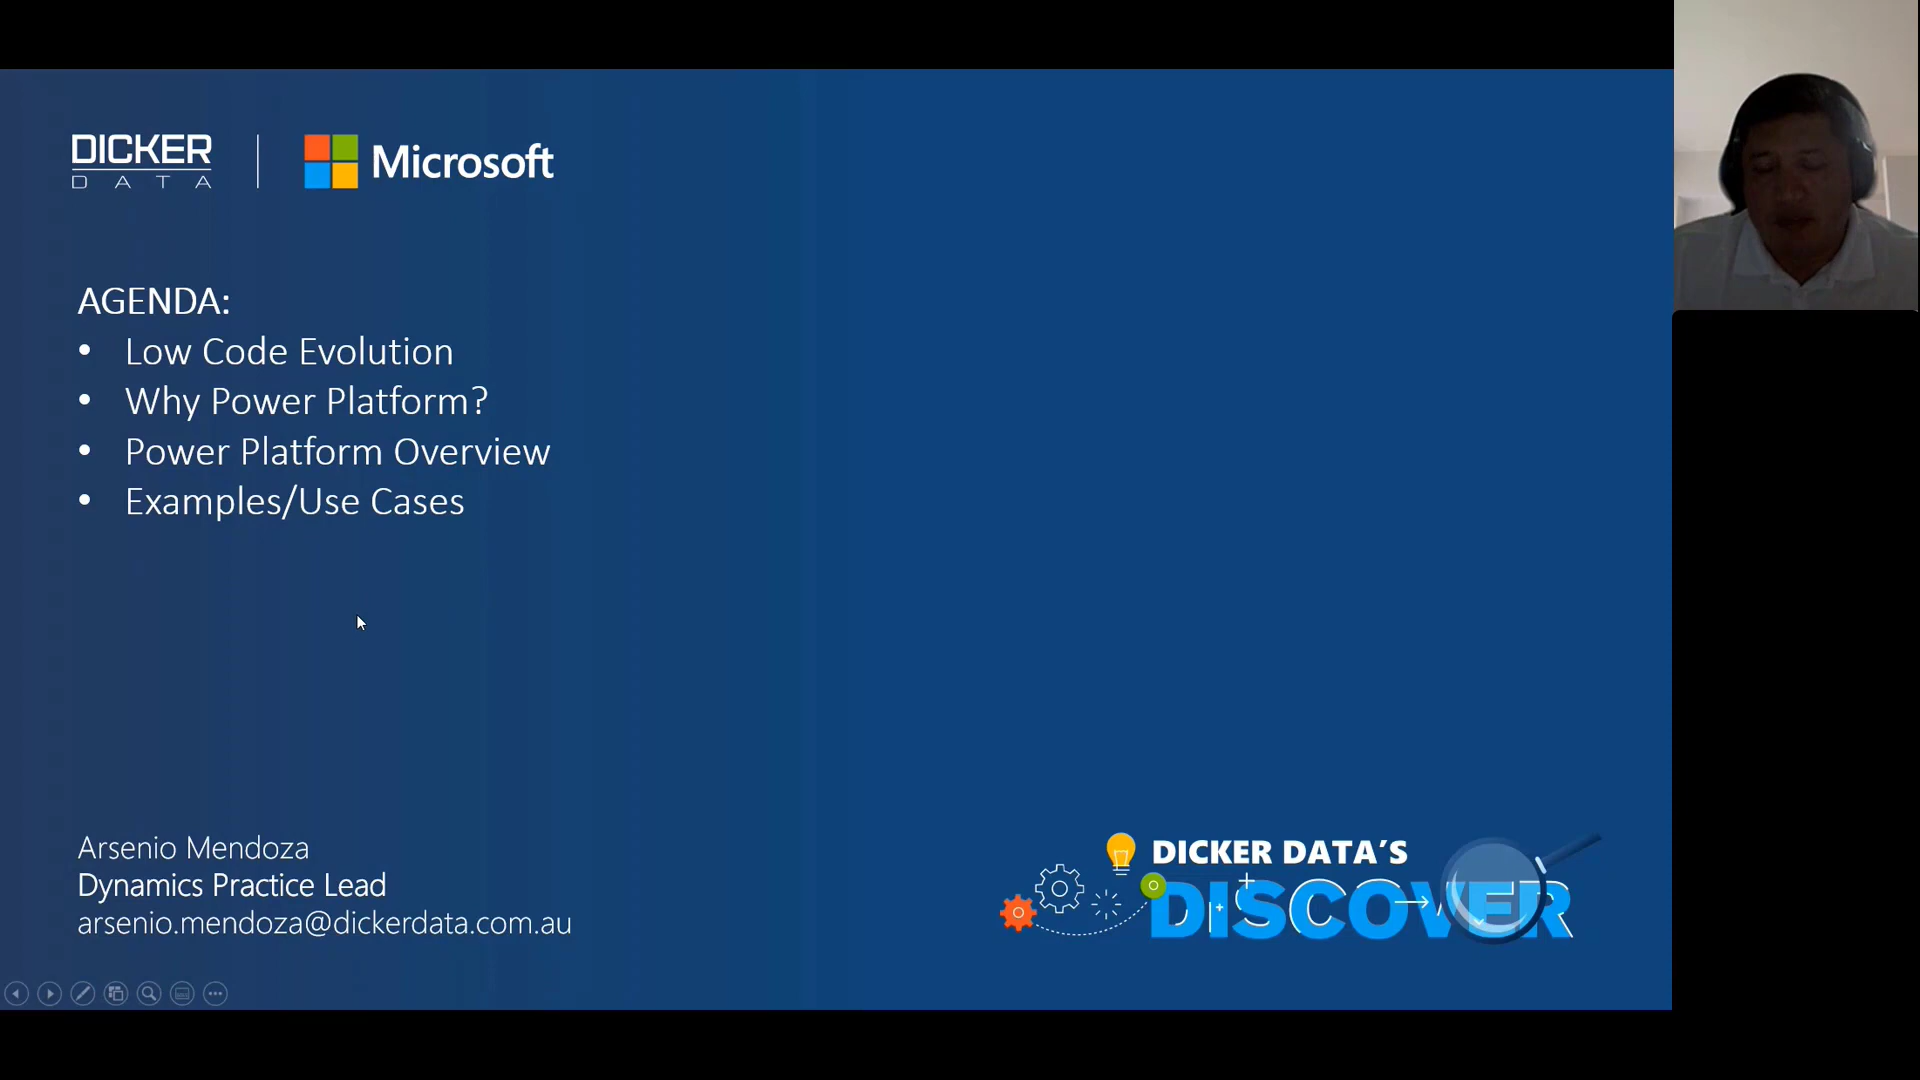 DICKER
DATA
Microsoft
AGENDA:
• Low Code Evolution
• Why Power Platform?
• Power Platform Overview
• Examples/Use Cases
Arsenio Mendoza
Dynamics Practice Lead
arsenio.mendoza@dickerdata.com.au
DICKER DATA'S
DISCOVER